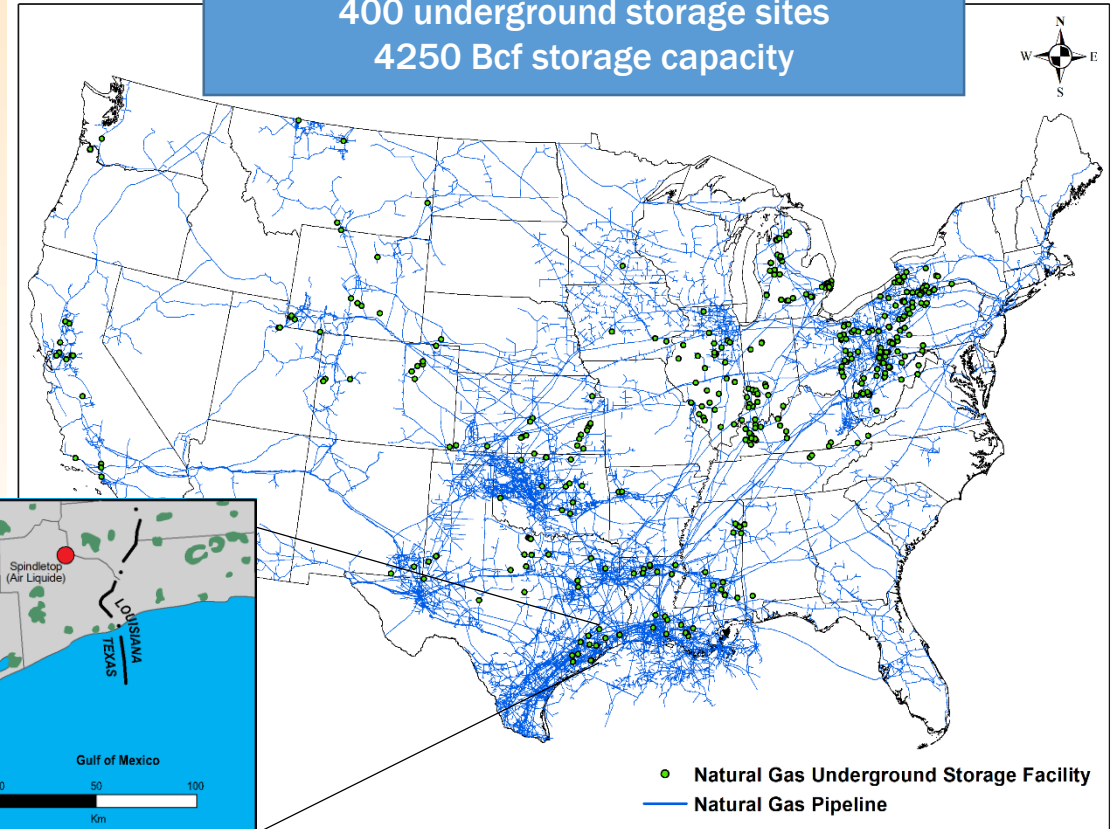 400 underground storage sites
4250 Bcf storage capacity
N
W E
S
Spindletop
(Air Liquide)
LOUISIANA
TEXAS
Gulf of Mexico
0 50 100
Km
Natural Gas Underground Storage Facility
Natural Gas Pipeline